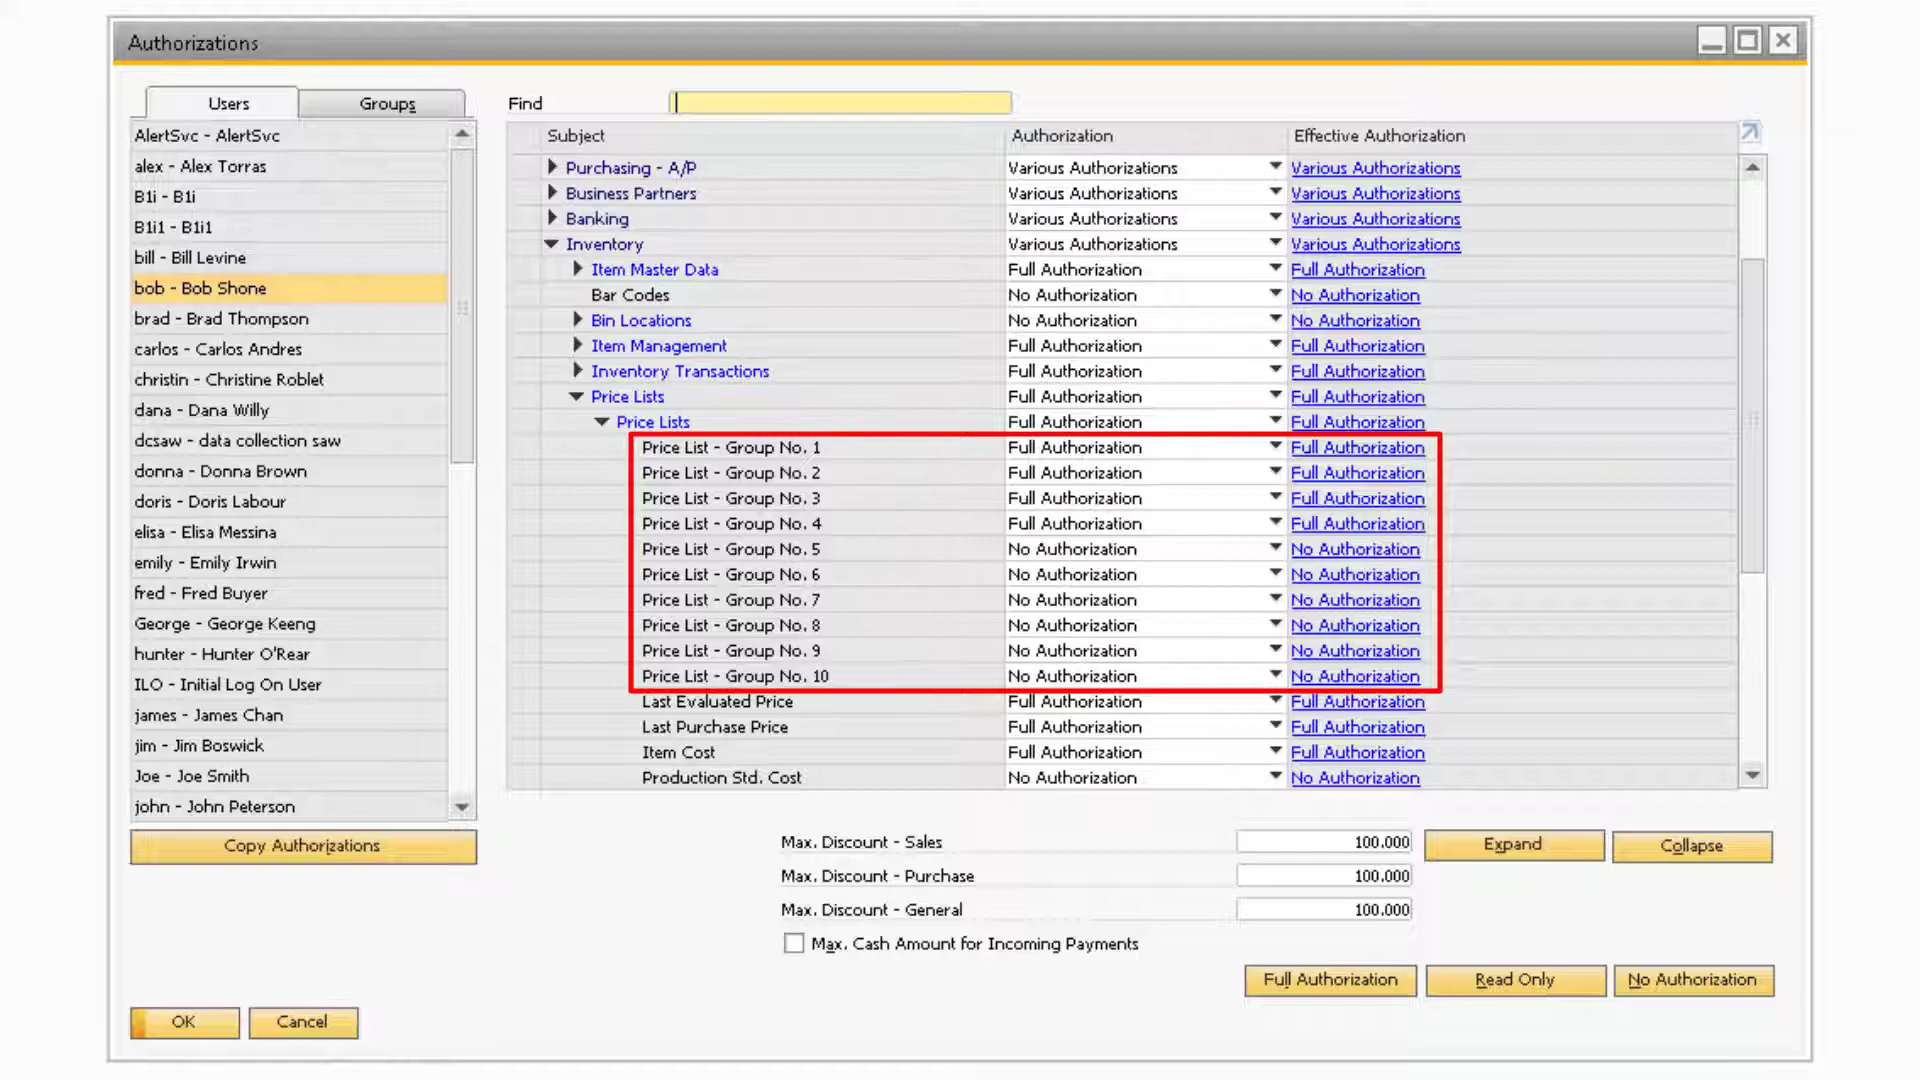 Authorizations
Users Groups
AlertSvc - AlertSvc
alex - Alex Torras
B1i - B1i
B1i1 - B1i1
bill - Bill Levine
bob - Bob Shone
brad - Brad Thompson
carlos - Carlos Andres
christin - Christine Roblet
dana - Dana Willy
dcsaw - data collection saw
donna - Donna Brown
doris - Doris Labour
elisa - Elisa Messina
emily - Emily Irwin
fred - Fred Buyer
George - George Keeng
hunter - Hunter O'Rear
ILO - Initial Log On User
james - James Chan
jim - Jim Boswick
Joe - Joe Smith
john - John Peterson
Copy Authorizations
Find
Subject Authorization Effective Authorization
Purchasing - A/P Various Authorizations Various Authorizations
Business Partners Various Authorizations Various Authorizations
Banking Various Authorizations Various Authorizations
Inventory Various Authorizations Various Authorizations
Item Master Data Full Authorization Full Authorization
Bar Codes No Authorization No Authorization
Bin Locations No Authorization No Authorization
Item Management Full Authorization Full Authorization
Inventory Transactions Full Authorization Full Authorization
Price Lists Full Authorization Full Authorization
Price Lists Full Authorization Full Authorization
Price List - Group No. 1 Full Authorization Full Authorization
Price List - Group No. 2 Full Authorization Full Authorization
Price List - Group No. 3 Full Authorization Full Authorization
Price List - Group No. 4 Full Authorization Full Authorization
Price List - Group No. 5 No Authorization No Authorization
Price List - Group No. 6 No Authorization No Authorization
Price List - Group No. 7 No Authorization No Authorization
Price List - Group No. 8 No Authorization No Authorization
Price List - Group No. 9 No Authorization No Authorization
Price List - Group No. 10 No Authorization No Authorization
Last Evaluated Price Full Authorization Full Authorization
Last Purchase Price Full Authorization Full Authorization
Item Cost Full Authorization Full Authorization
Production Std. Cost No Authorization No Authorization
Max. Discount - Sales 100.000 Expand Collapse
Max. Discount - Purchase 100.000
Max. Discount - General 100.000
Max. Cash Amount for Incoming Payments
Full Authorization Read Only No Authorization
OK Cancel